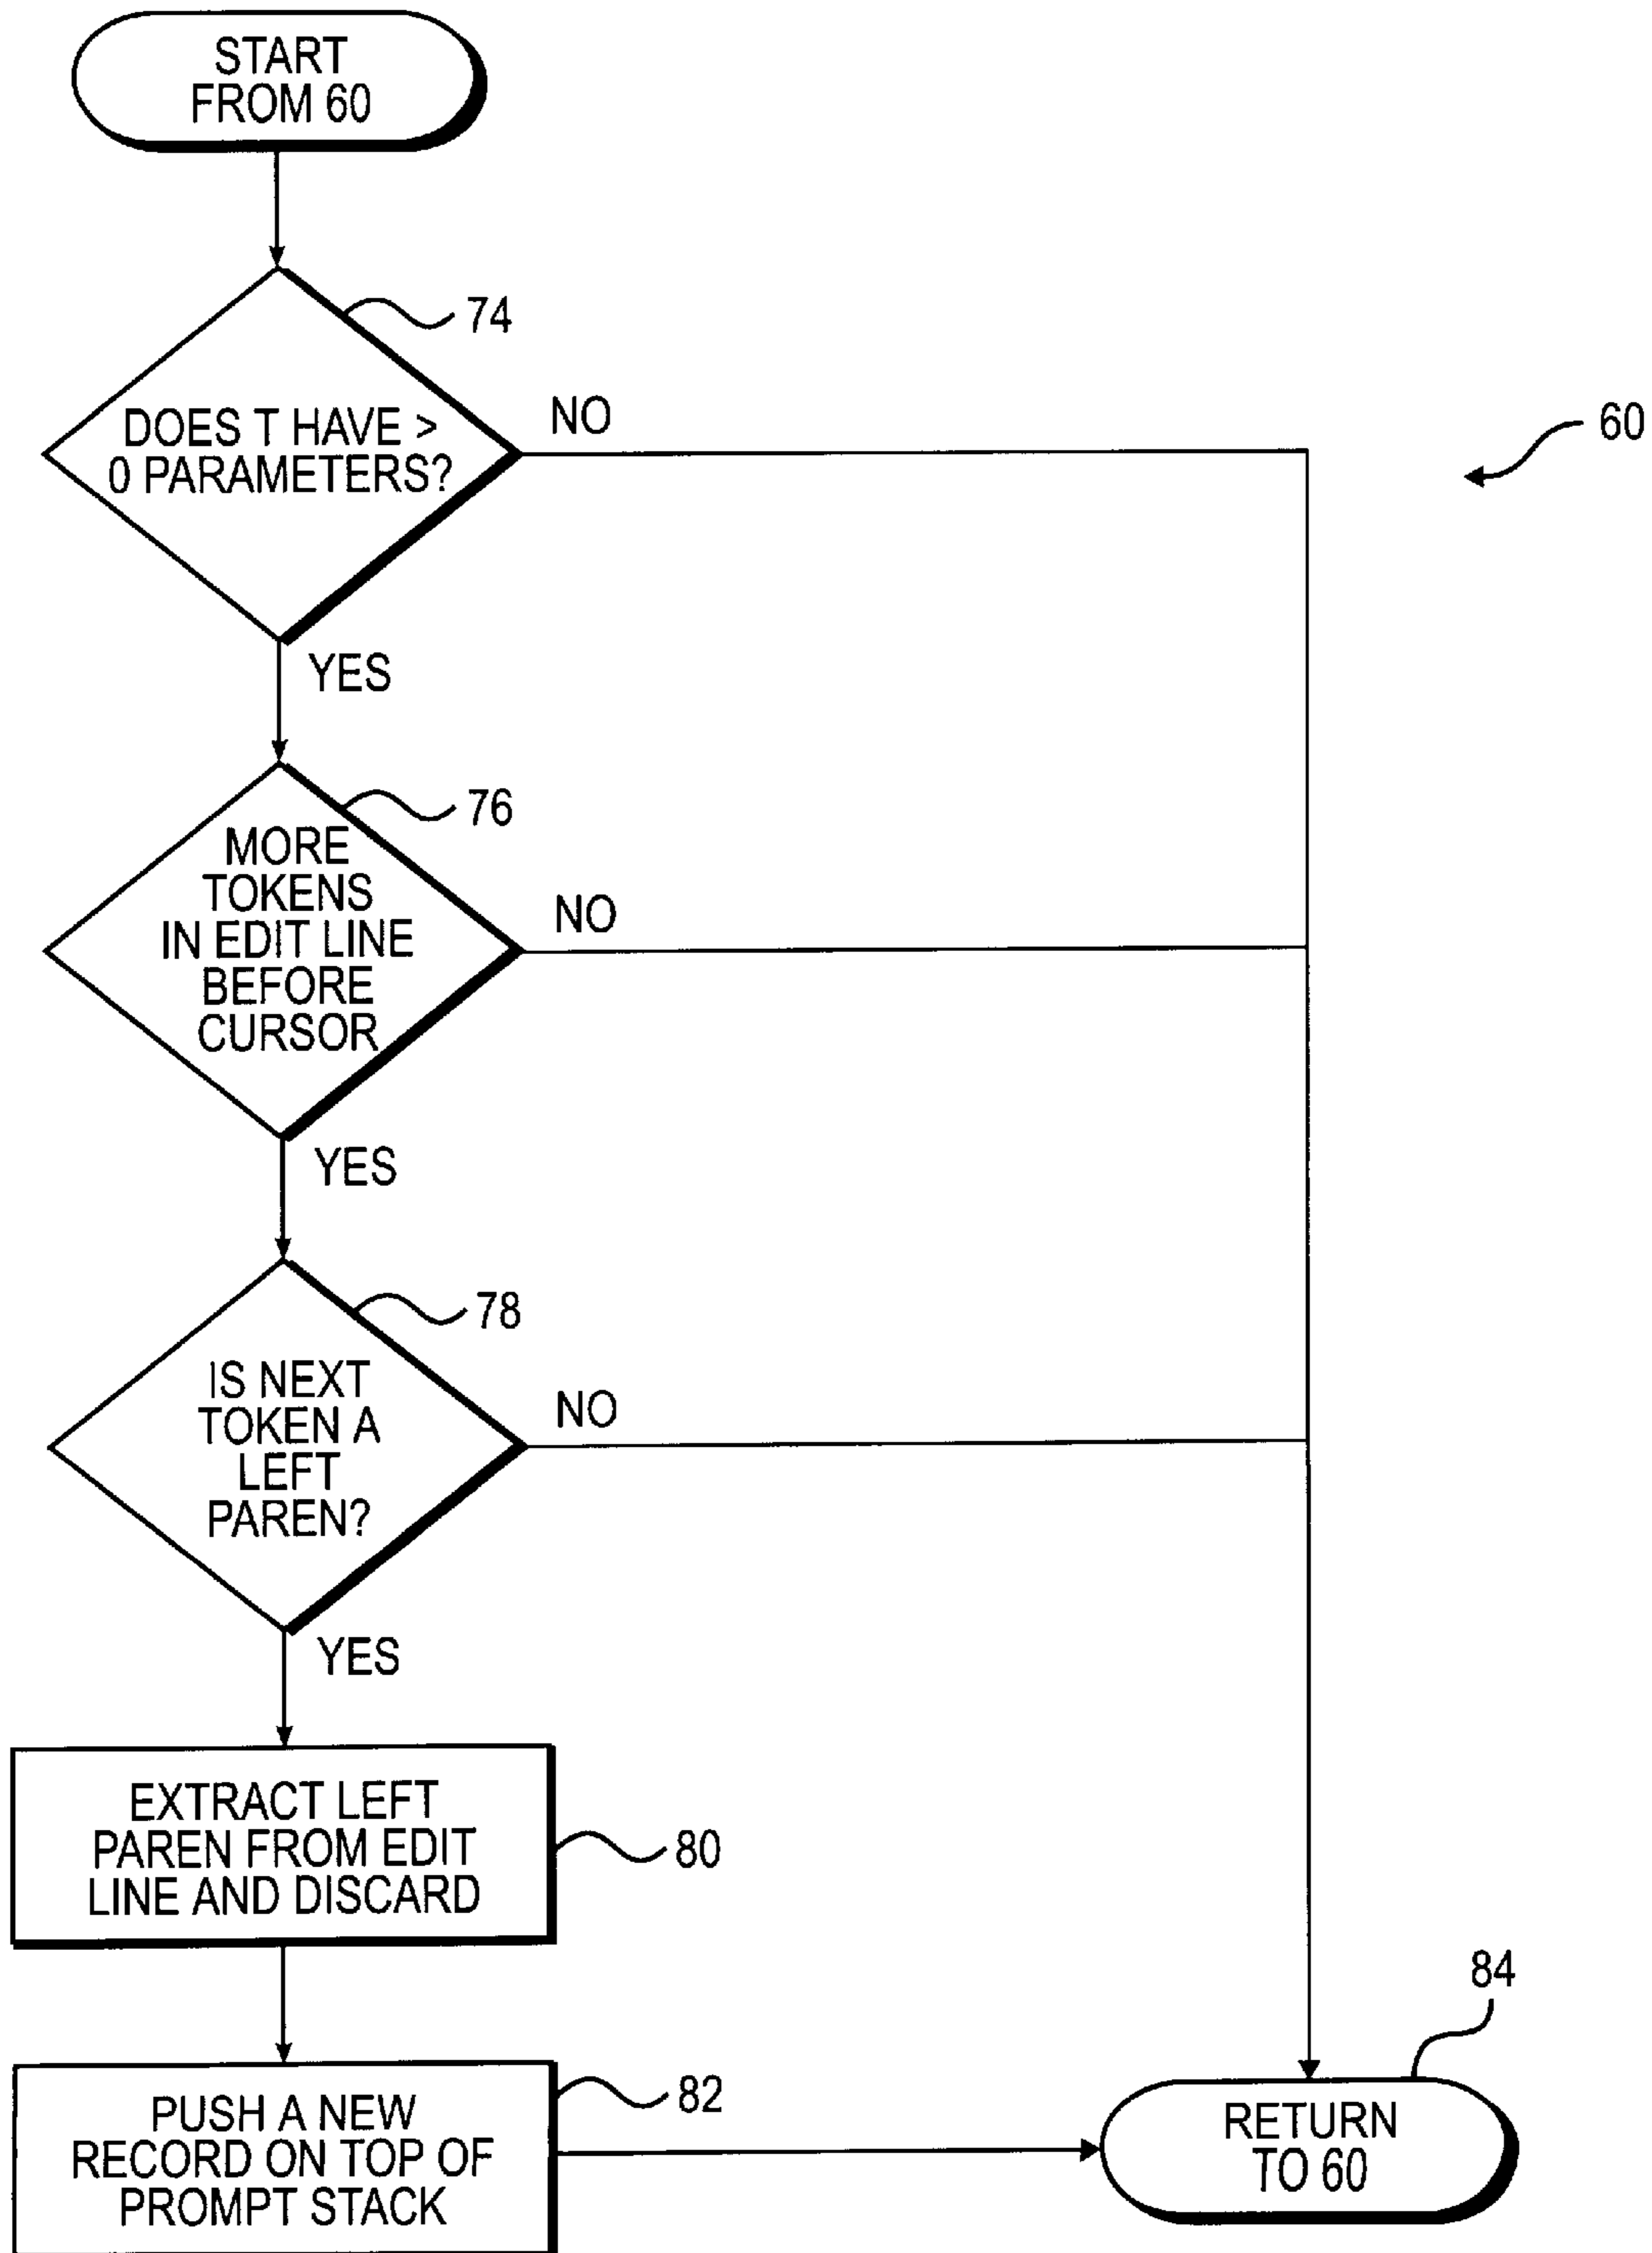 START
FROM 60
74
DOES T HAVE >
0 PARAMETERS?
NO
60
YES
76
MORE
TOKENS
IN EDIT LINE
BEFORE
CURSOR
NO
YES
78
IS NEXT
TOKEN A
LEFT
PAREN?
NO
YES
EXTRACT LEFT
PAREN FROM EDIT
LINE AND DISCARD
80
84
PUSH A NEW
RECORD ON TOP OF
PROMPT STACK
82
RETURN
TO 60